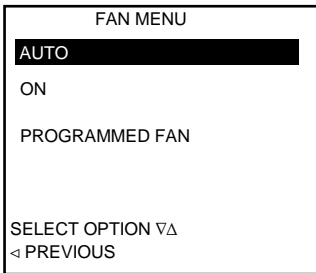 FAN MENU
AUTO
ON
PROGRAMMED FAN
SELECT OPTION ∇∆
◁ PREVIOUS